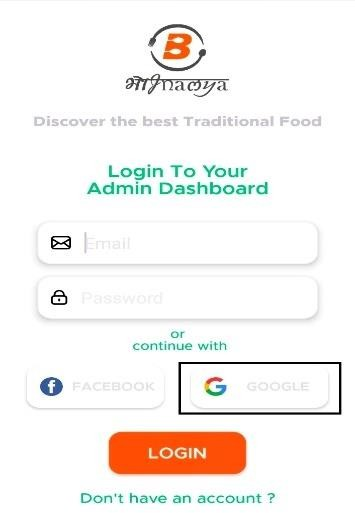 B
भोjnaलya
Discover the best Traditional Food
Login To Your
Admin Dashboard
Email
Password
or
continue with
f FACEBOOK G GOOGLE
LOGIN
Don't have an account ?